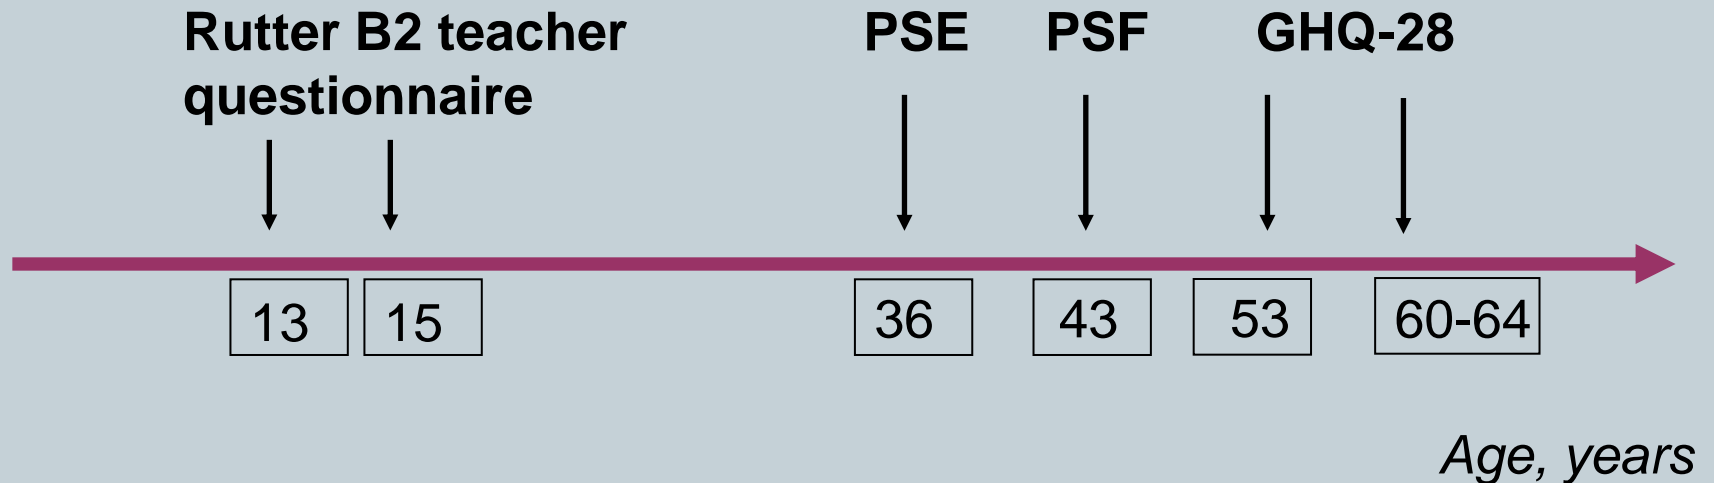 Rutter B2 teacher
questionnaire
PSE
PSF
GHQ-28
13
15
36
43
53
60-64
Age, years